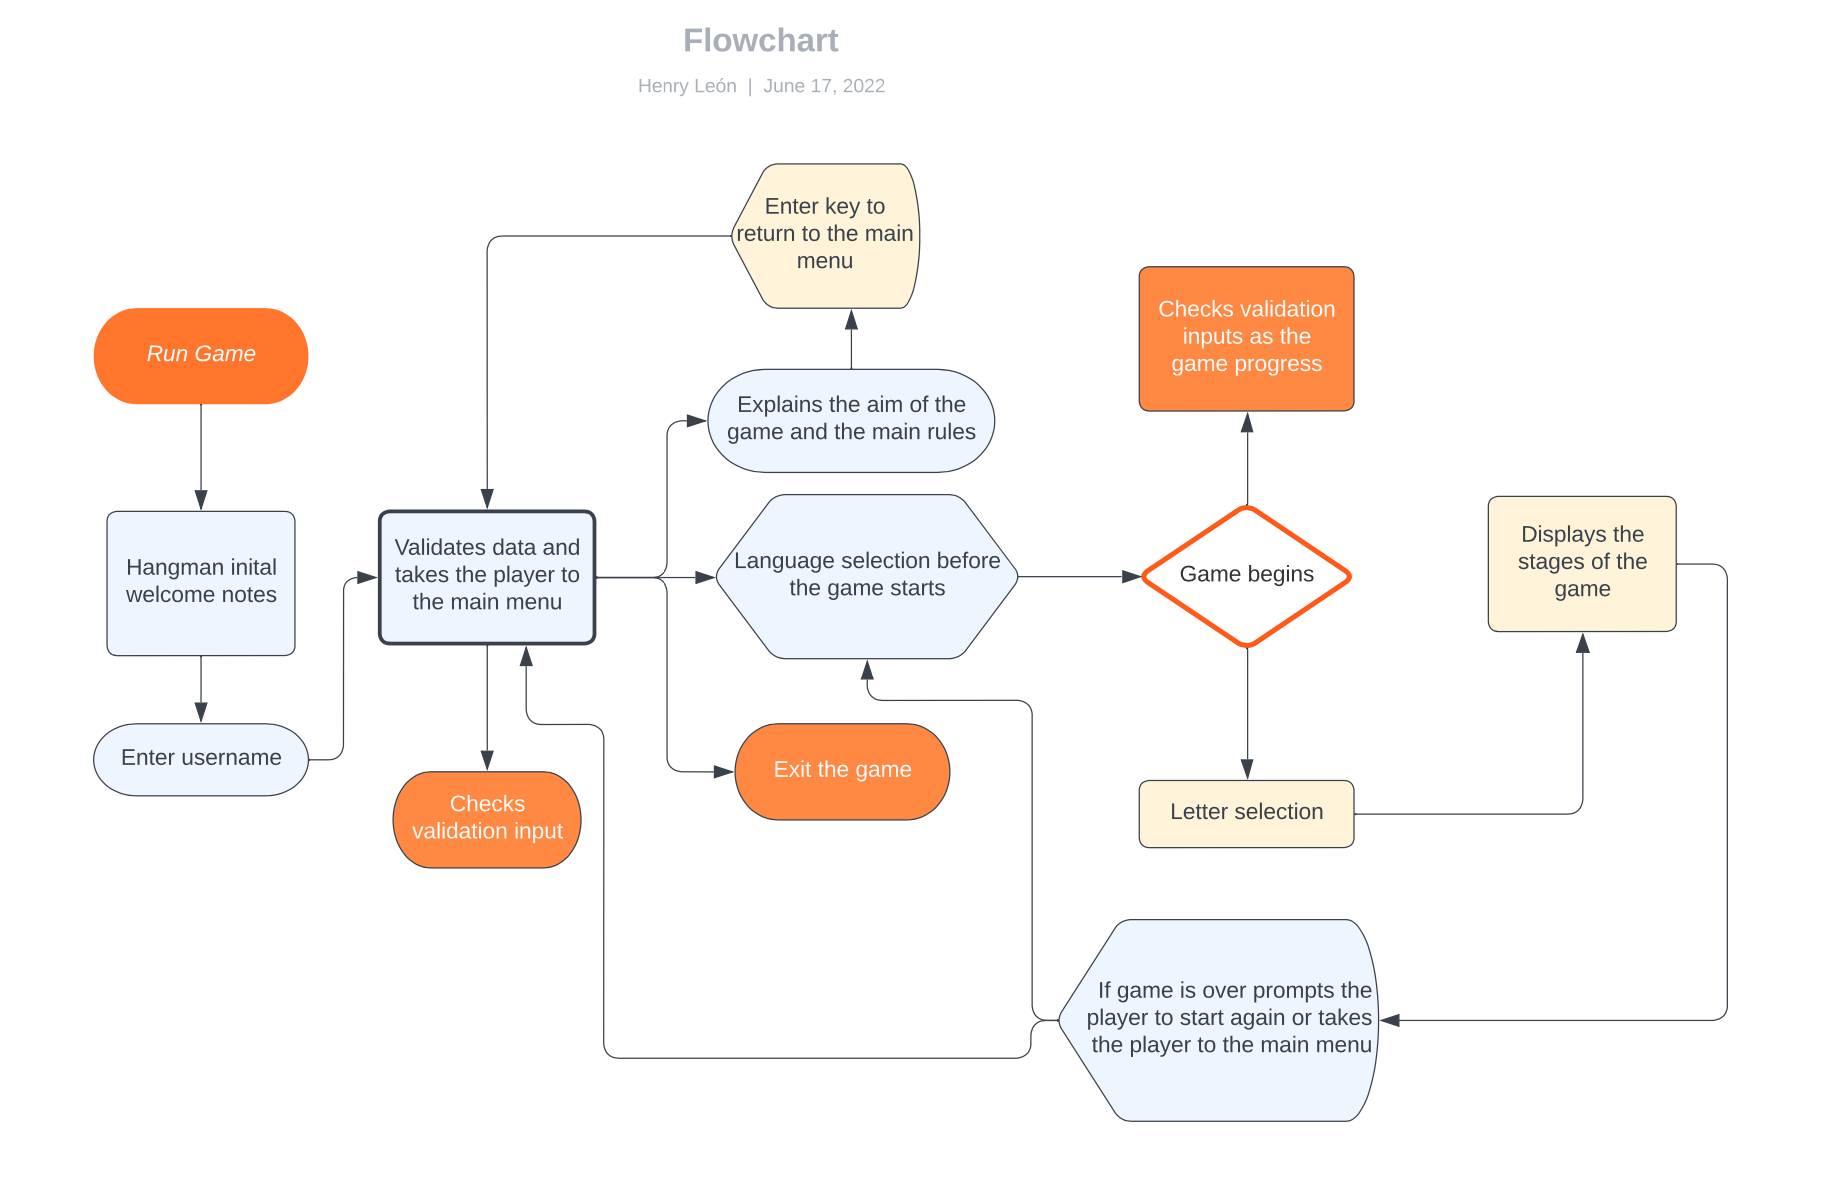 Flowchart
Henry León | June 17, 2022
Enter key to
return to the main
menu
Run Game
Checks validation
inputs as the
game progress
Explains the aim of the
game and the main rules
Hangman inital
welcome notes
Validates data and
takes the player to
the main menu
Language selection before
the game starts
Game begins
Displays the
stages of the
game
Enter username
Checks
validation input
Exit the game
Letter selection
If game is over prompts the
player to start again or takes
the player to the main menu